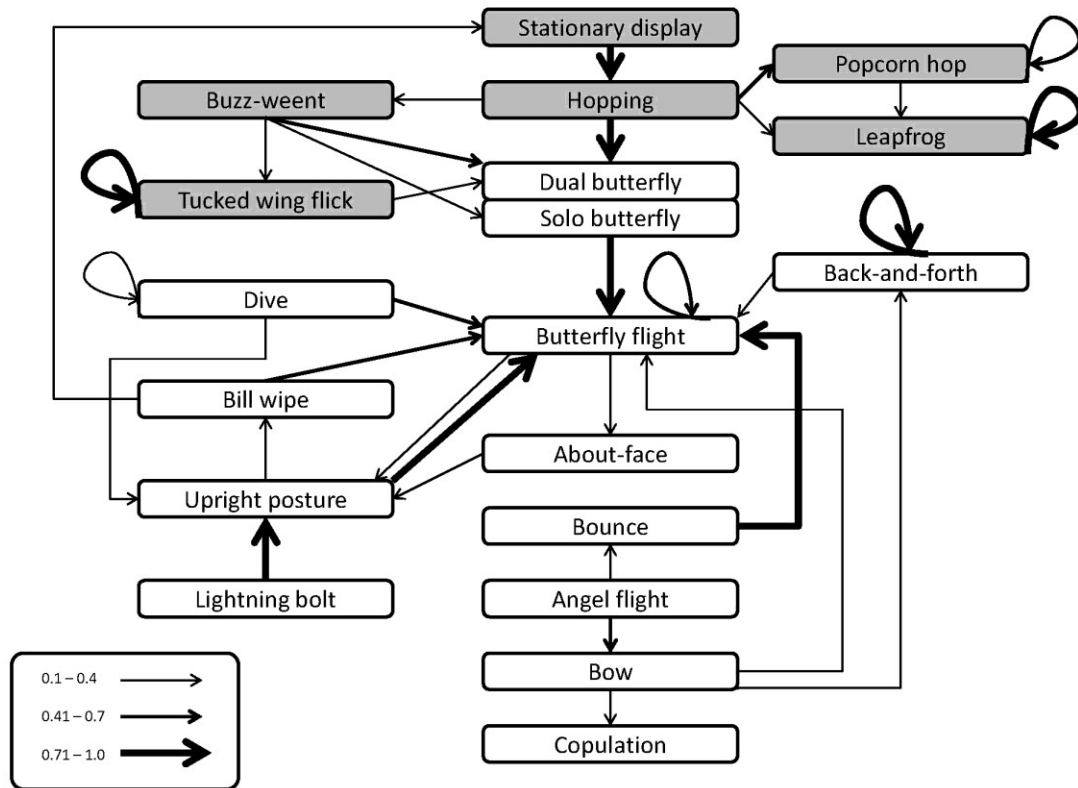 Stationary display
Popcorn hop
Buzz-weent
Hopping
Leapfrog
Dual butterfly
Tucked wing flick
Solo butterfly
Back-and-forth
Dive
Butterfly flight
Bill wipe
About-face
Upright posture
Bounce
Lightning bolt
Angel flight
Bow
Copulation
0.1 – 0.4
0.41 – 0.7
0.71 – 1.0